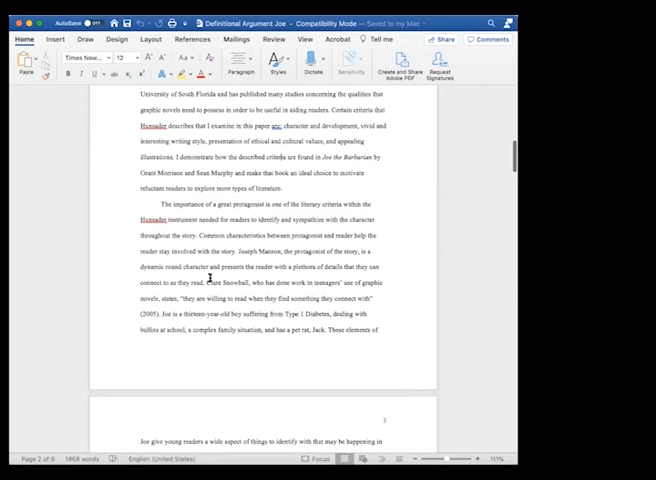 AutoSave OFF
Definitional Argument Joe - Compatibility Mode - Saved to my Mac
Home Insert Draw Design Layout References Mailings Review View Acrobat Tell me Share Comments
Times New... 12 A A Aa
Paste B I U Paragraph Styles Dictate Sensitivity Create and Share Adobe PDF Request Signatures
University of South Florida and has published many studies concerning the qualities that
graphic novels need to possess in order to be useful in aiding readers. Certain criteria that
Hunsader describes that I examine in this paper are: character and development, vivid and
interesting writing style, presentation of ethical and cultural values, and appealing
illustrations. I demonstrate how the described criteria are found in Joe the Barbarian by
Grant Morrison and Sean Murphy and make that book an ideal choice to motivate
reluctant readers to explore more types of literature.
The importance of a great protagonist is one of the literary criteria within the
Hunsader instrument needed for readers to identify and sympathize with the character
throughout the story. Common characteristics between protagonist and reader help the
reader stay involved with the story. Joseph Mannon, the protagonist of the story, is a
dynamic round character and presents the reader with a plethora of details that they can
connect to as they read. Clare Snowball, who has done work in teenagers' use of graphic
novels, states, "they are willing to read when they find something they connect with"
(2005). Joe is a thirteen-year-old boy suffering from Type 1 Diabetes, dealing with
bullies at school, a complex family situation, and has a pet rat, Jack. These elements of
3
Joe give young readers a wide aspect of things to identify with that may be happening in
Page 2 of 9 1868 words English (United States) Focus 111%